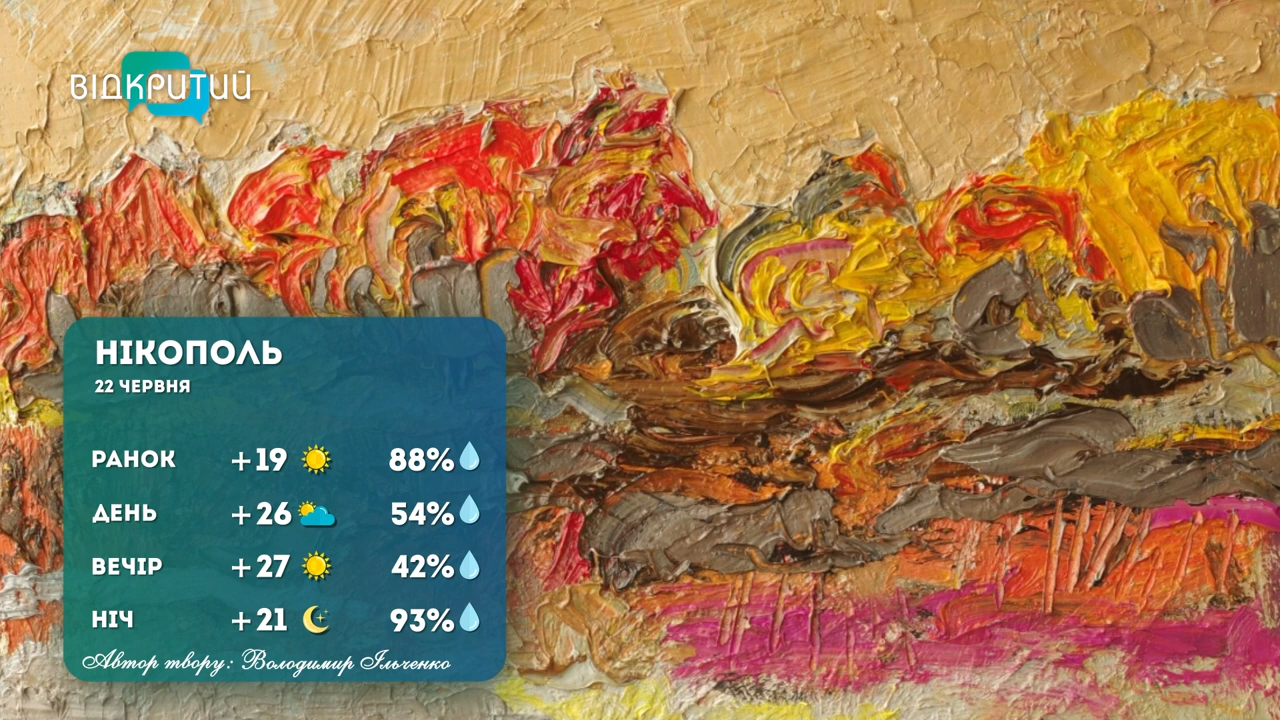 ВІДКРИТИЙ
НІКОПОЛЬ
22 ЧЕРВНЯ
РАНОК +19 88%
ДЕНЬ +26 54%
ВЕЧІР +27 42%
НІЧ +21 93%
Автор твору: Володимир Ільченко